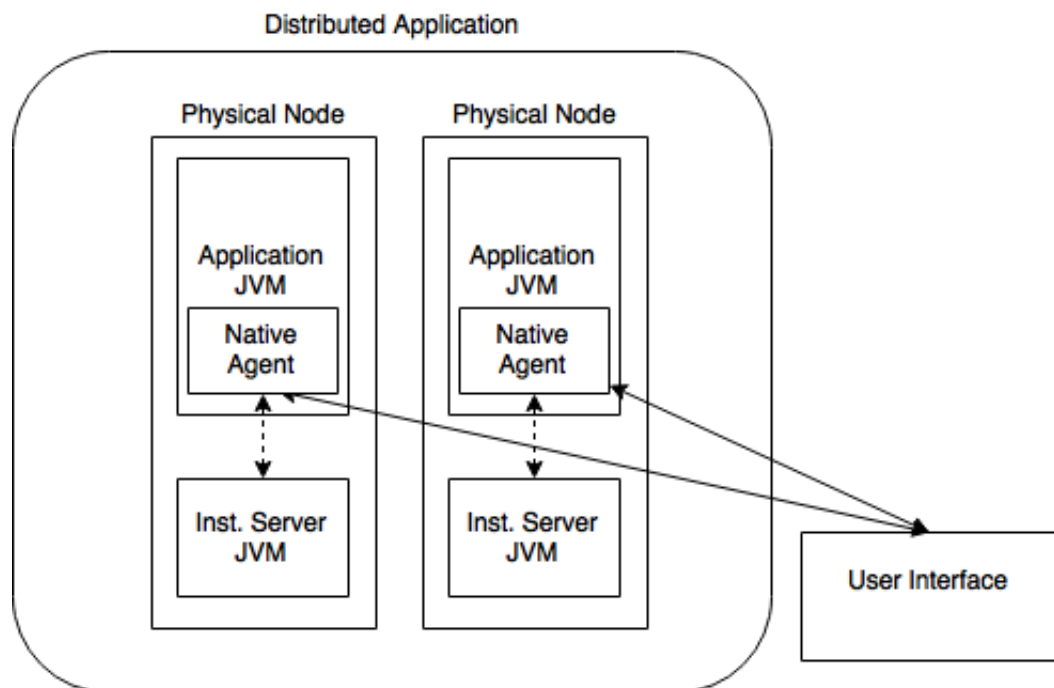 Distributed Application
Physical Node
Physical Node
Application
JVM
Native
Agent
Inst. Server
JVM
Application
JVM
Native
Agent
Inst. Server
JVM
User Interface